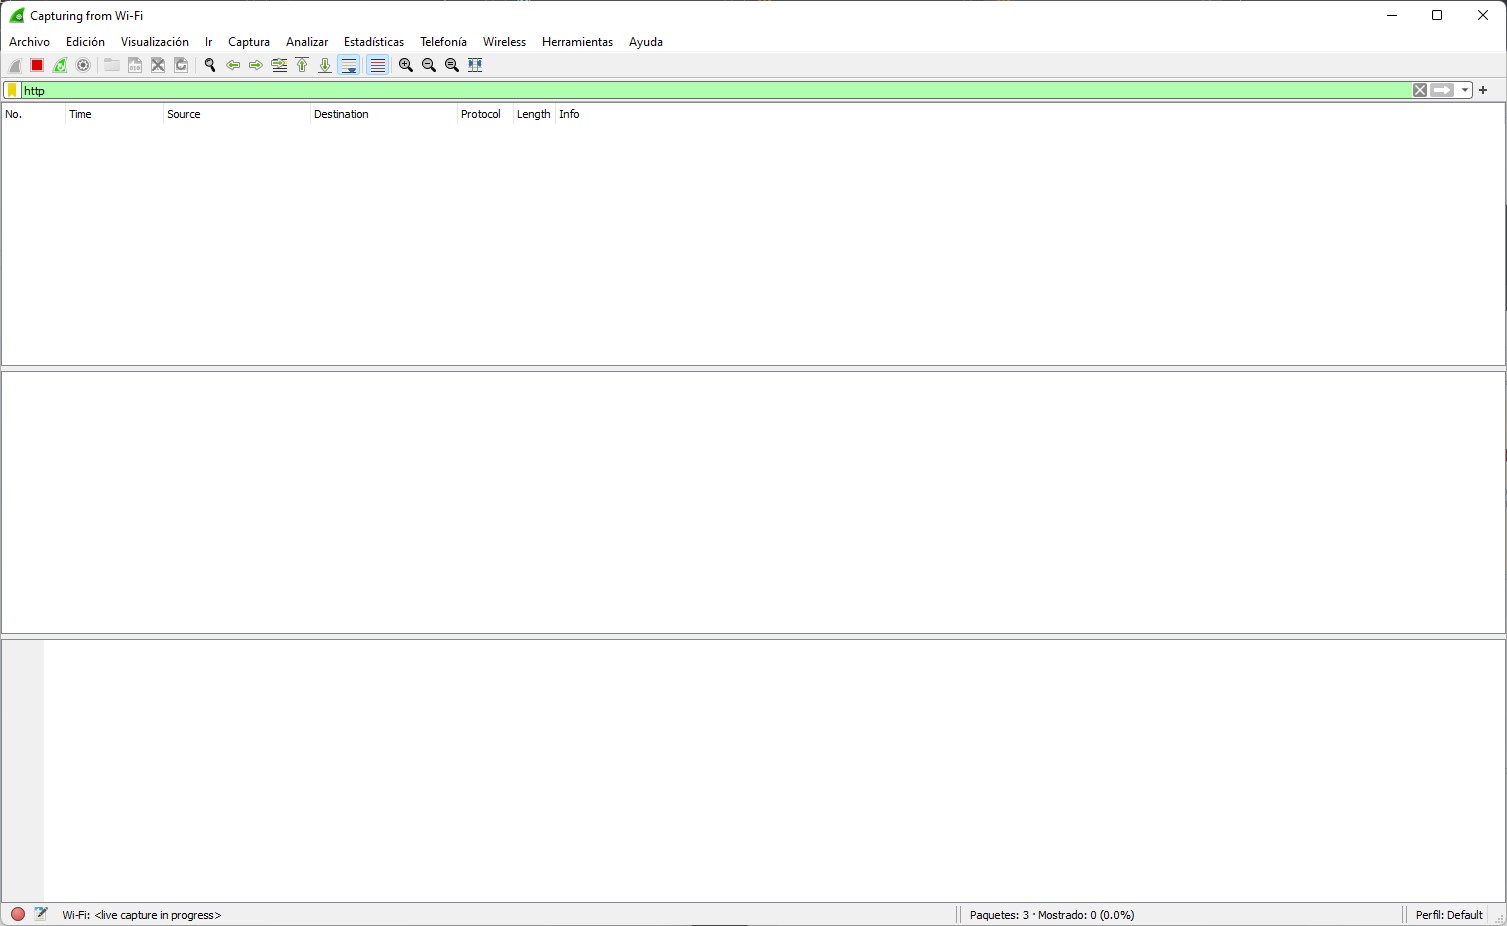 Capturing from Wi-Fi
Archivo Edición Visualización Ir Captura Analizar Estadísticas Telefonía Wireless Herramientas Ayuda
http
No. Time Source Destination Protocol Length Info
Wi-Fi: <live capture in progress> Paquetes: 3 · Mostrado: 0 (0.0%) Perfil: Default